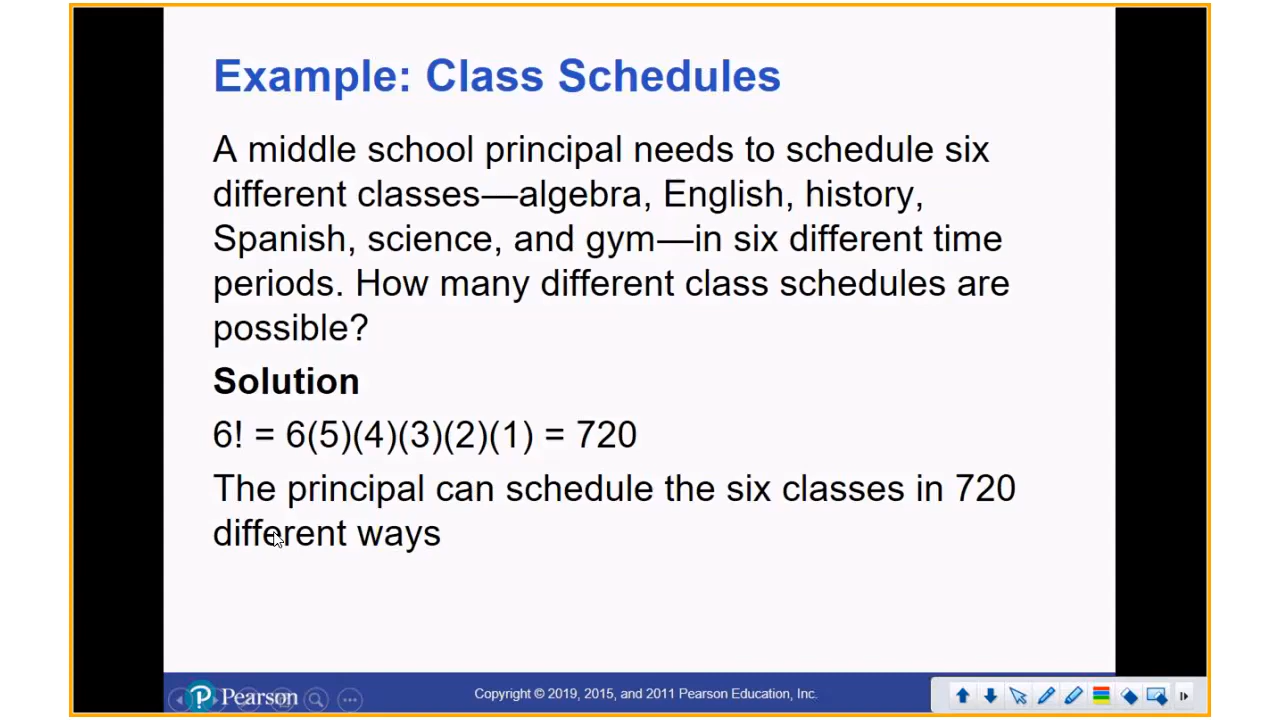 Example: Class Schedules
A middle school principal needs to schedule six
different classes—algebra, English, history,
Spanish, science, and gym—in six different time
periods. How many different class schedules are
possible?
Solution
6! = 6(5)(4)(3)(2)(1) = 720
The principal can schedule the six classes in 720
different ways
Pearson
Copyright © 2019, 2015, and 2011 Pearson Education, Inc.